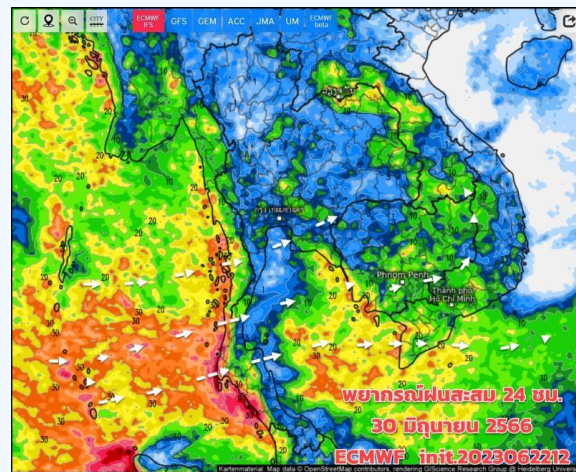 CITY
ECMWF IFS GFS GEM ACC JMA UM ECMWF beta
กรุงเทพมหานคร
Phnom Penh
Thành phố
Hồ Chí Minh
พยากรณ์ฝนสะสม 24 ชม.
30 มิถุนายน 2566
ECMWF init.2023062212
Kartenmaterial: Map data © OpenStreetMap contributors, rendering GIScience Research Group @ Heidelberg Univ